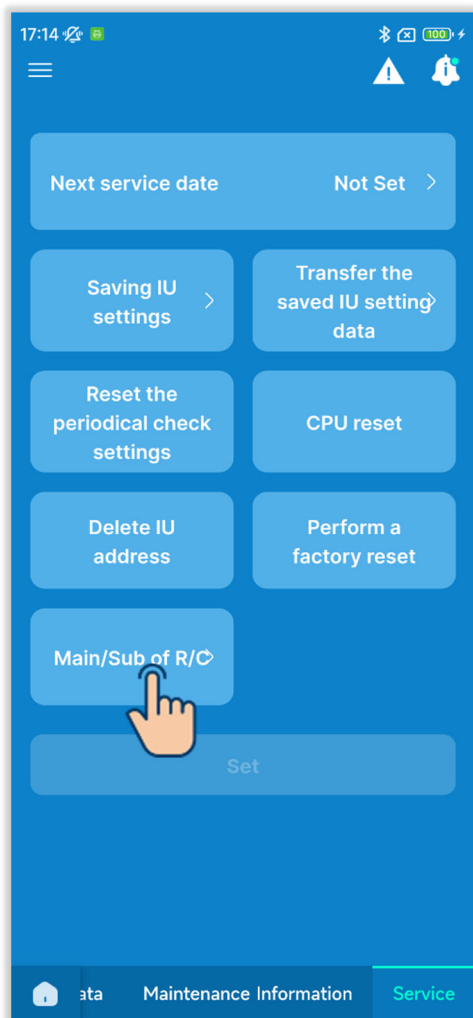 17:14
100
Next service date Not Set
Saving IU
settings
Transfer the
saved IU setting
data
Reset the
periodical check
settings
CPU reset
Delete IU
address
Perform a
factory reset
Main/Sub of R/C
Set
ata Maintenance Information Service